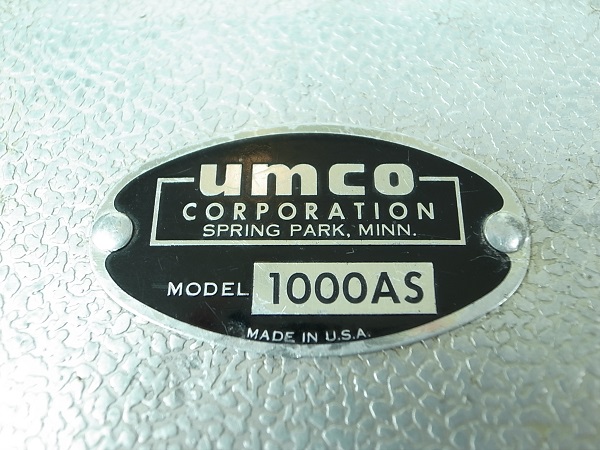 umco
CORPORATION
SPRING PARK, MINN.
MODEL 1000AS
MADE IN U.S.A.